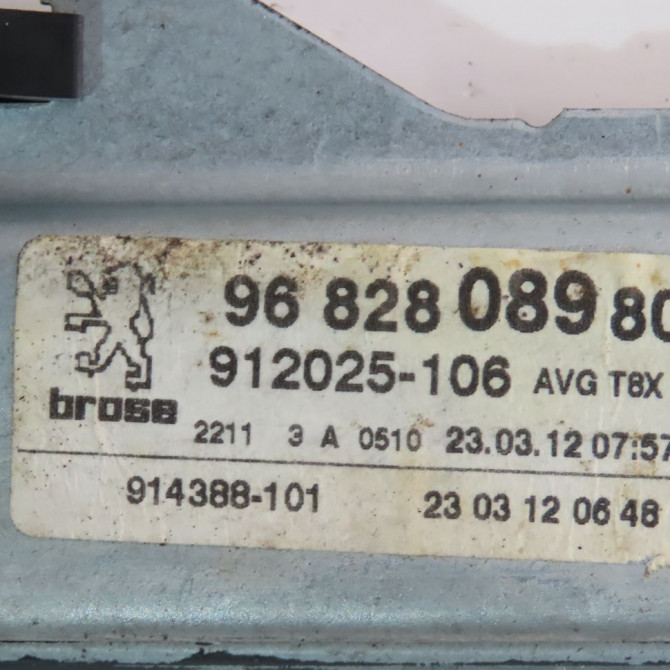 96 828 089 80
912025-106 AVG T8X
brose
2211 3 A 0510 23.03.12 07:57
914388-101 23 03 12 06 48